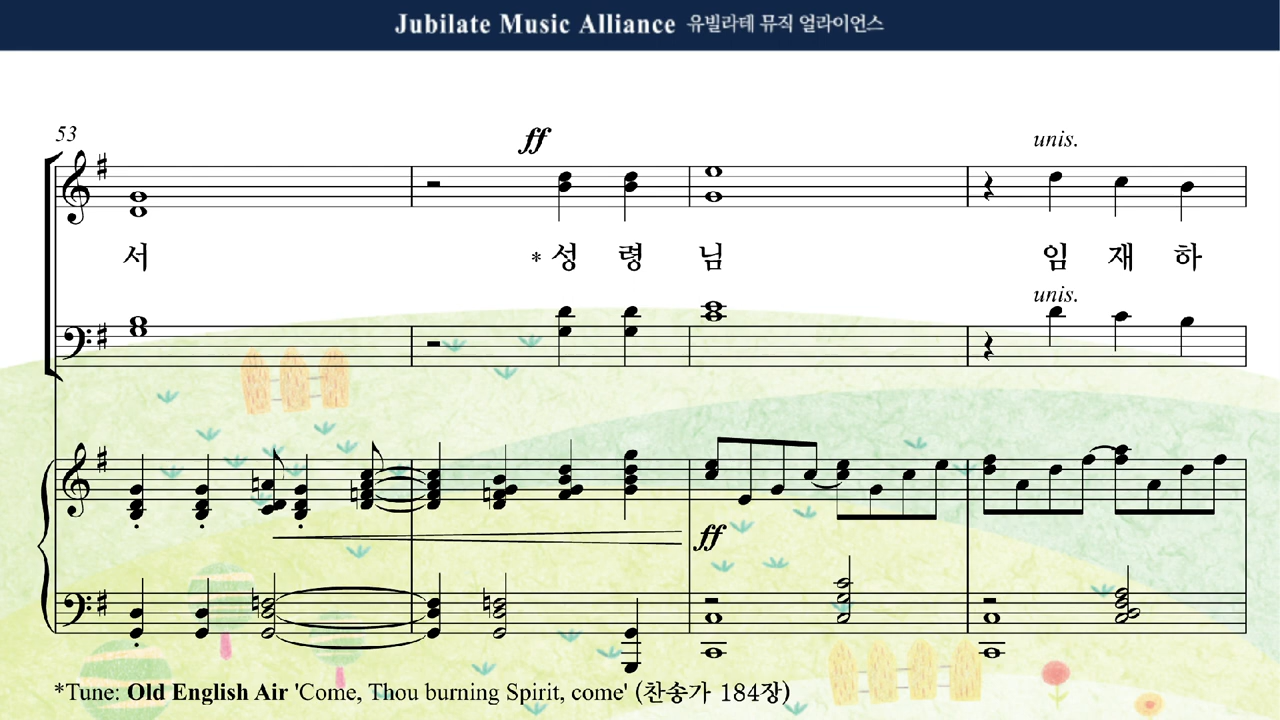 Jubilate Music Alliance 유빌라테 뮤직 얼라이언스
53
ff
unis.
서 *성 령 님 임 재 하
unis.
ff
*Tune: Old English Air 'Come, Thou burning Spirit, come' (찬송가 184장)